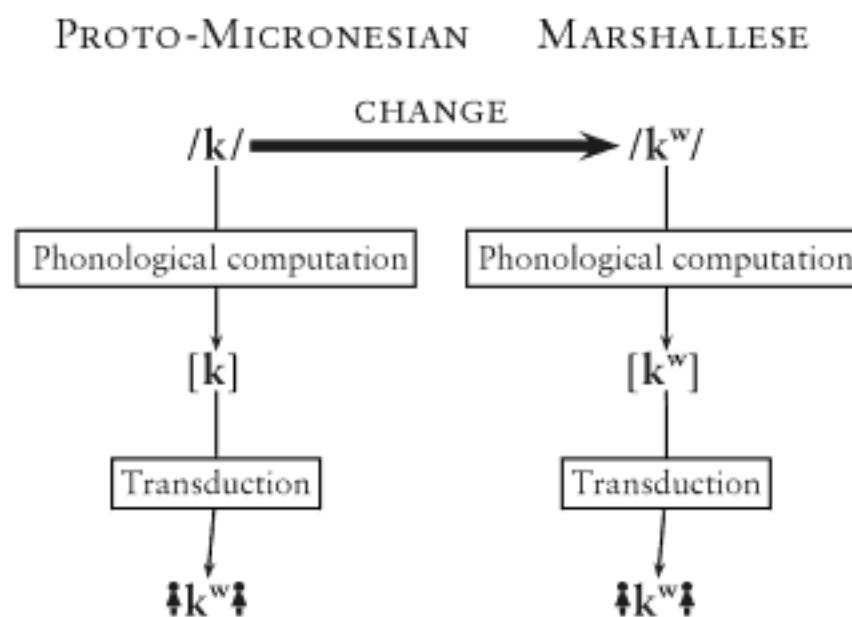 PROTO-MICRONESIAN MARSHALLESE
CHANGE
/k/ /kʷ/
Phonological computation Phonological computation
[k] [kʷ]
Transduction Transduction
kʷ kʷ